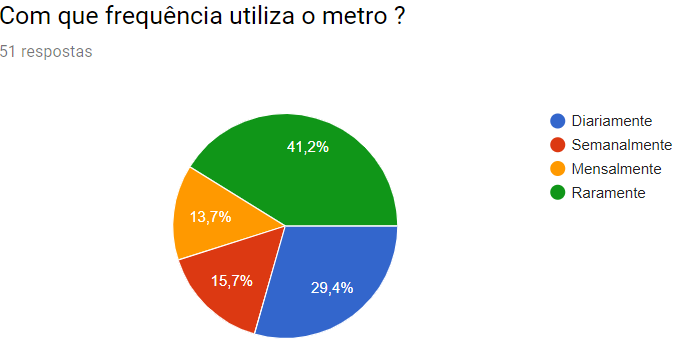 Com que frequência utiliza o metro ?
51 respostas
Diariamente
Semanalmente
Mensalmente
Raramente
41,2%
13,7%
15,7%
29,4%